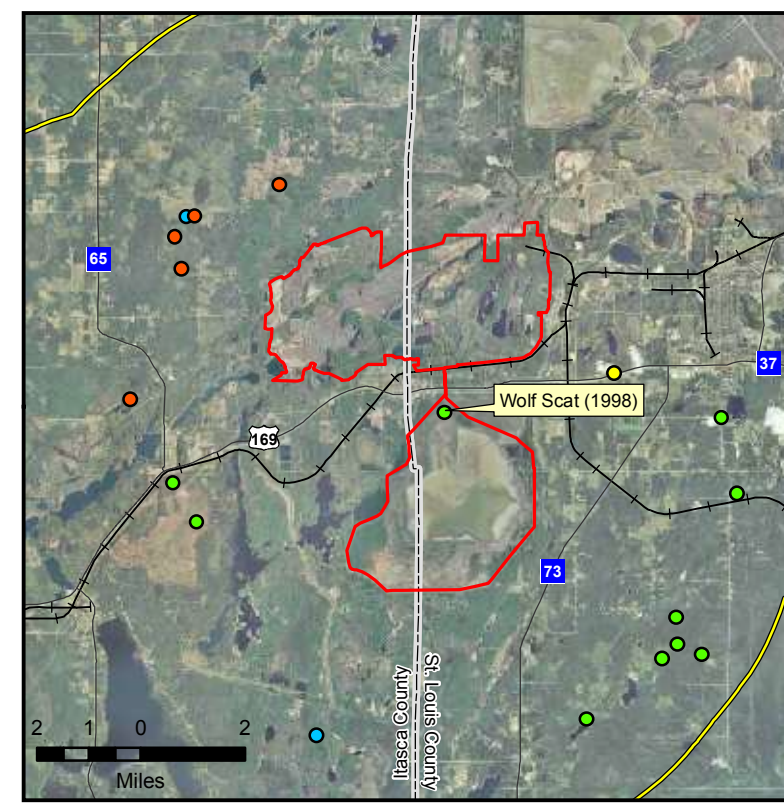 65
37
Wolf Scat (1998)
169
73
Itasca County
St. Louis County
2 1 0 2
Miles